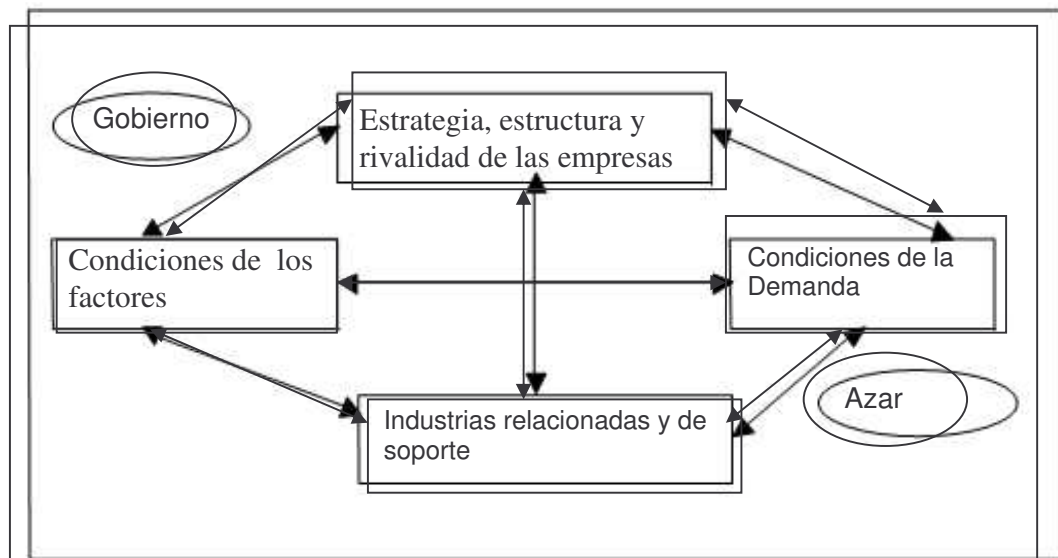 Gobierno
Estrategia, estructura y
rivalidad de las empresas
Condiciones de los
factores
Condiciones de la
Demanda
Industrias relacionadas y de
soporte
Azar